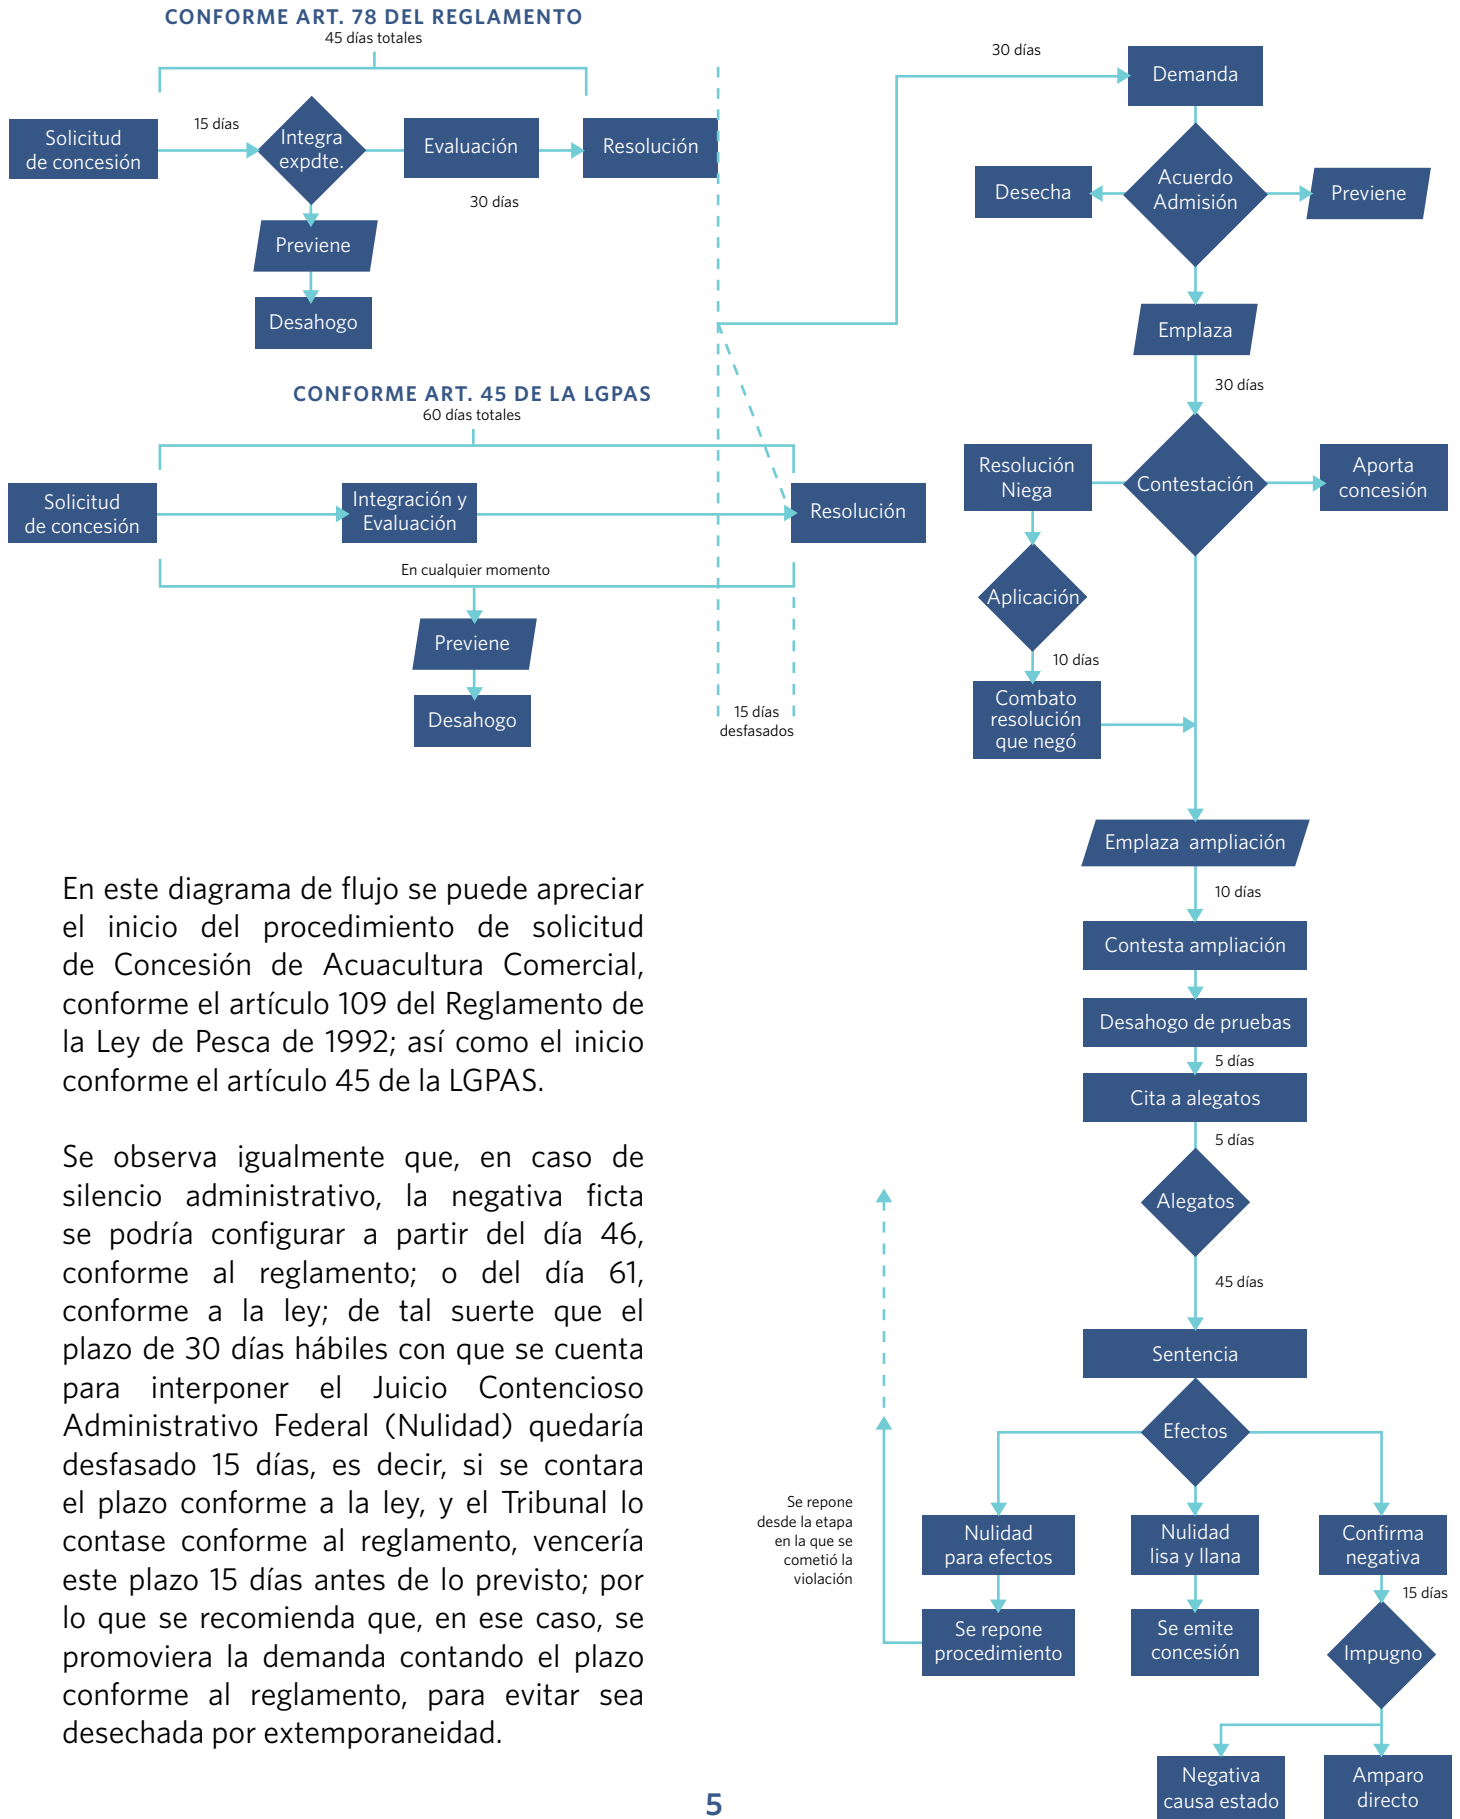 CONFORME ART. 78 DEL REGLAMENTO
45 días totales
Solicitud
de concesión
15 días
Integra
expdte.
Evaluación
30 días
Resolución
Previene
Desahogo
CONFORME ART. 45 DE LA LGPAS
60 días totales
Solicitud
de concesión
Integración y
Evaluación
Resolución
En cualquier momento
Previene
Desahogo
15 días
desfasados
En este diagrama de flujo se puede apreciar
el inicio del procedimiento de solicitud
de Concesión de Acuacultura Comercial,
conforme el artículo 109 del Reglamento de
la Ley de Pesca de 1992; así como el inicio
conforme el artículo 45 de la LGPAS.
Se observa igualmente que, en caso de
silencio administrativo, la negativa ficta
se podría configurar a partir del día 46,
conforme al reglamento; o del día 61,
conforme a la ley; de tal suerte que el
plazo de 30 días hábiles con que se cuenta
para interponer el Juicio Contencioso
Administrativo Federal (Nulidad) quedaría
desfasado 15 días, es decir, si se contara
el plazo conforme a la ley, y el Tribunal lo
contase conforme al reglamento, vencería
este plazo 15 días antes de lo previsto; por
lo que se recomienda que, en ese caso, se
promoviera la demanda contando el plazo
conforme al reglamento, para evitar sea
desechada por extemporaneidad.
30 días
Demanda
Acuerdo
Admisión
Desecha
Previene
Emplaza
30 días
Resolución
Niega
Contestación
Aporta
concesión
Aplicación
10 días
Combato
resolución
que negó
Emplaza ampliación
10 días
Contesta ampliación
Desahogo de pruebas
5 días
Cita a alegatos
5 días
Alegatos
45 días
Sentencia
Efectos
Se repone
desde la etapa
en la que se
cometió la
violación
Nulidad
para efectos
Nulidad
lisa y llana
Confirma
negativa
15 días
Se repone
procedimiento
Se emite
concesión
Impugno
Negativa
causa estado
Amparo
directo
5